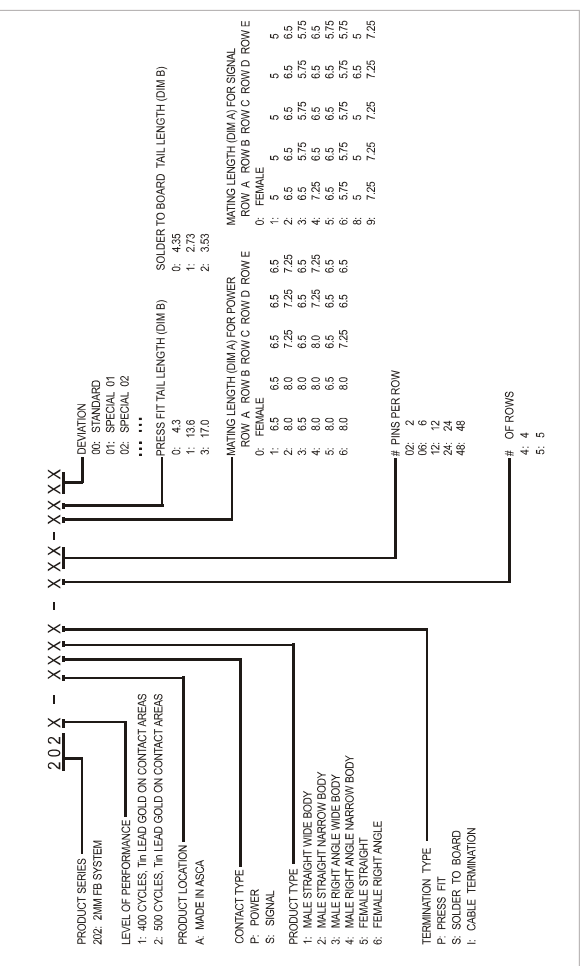 202 X - XXXX - XXX - XXXX
PRODUCT SERIES
202: 2MM FB SYSTEM
LEVEL OF PERFORMANCE
1: 400 CYCLES, Tin LEAD GOLD ON CONTACT AREAS
2: 500 CYCLES, Tin LEAD GOLD ON CONTACT AREAS
PRODUCT LOCATION
A: MADE IN ASCA
CONTACT TYPE
P: POWER
S: SIGNAL
PRODUCT TYPE
1: MALE STRAIGHT WIDE BODY
2: MALE STRAIGHT NARROW BODY
3: MALE RIGHT ANGLE WIDE BODY
4: MALE RIGHT ANGLE NARROW BODY
5: FEMALE STRAIGHT
6: FEMALE RIGHT ANGLE
TERMINATION TYPE
P: PRESS FIT
S: SOLDER TO BOARD
I: CABLE TERMINATION
DEVIATION
00: STANDARD
01: SPECIAL 01
02: SPECIAL 02
... ...
PRESS FIT TAIL LENGTH (DIM B)
0: 4.3
1: 13.6
3: 17.0
SOLDER TO BOARD TAIL LENGTH (DIM B)
0: 4.35
1: 2.73
2: 3.53
MATING LENGTH (DIM A) FOR POWER
ROW A ROW B ROW C ROW D ROW E
0: FEMALE
1: 6.5 6.5 6.5 6.5 6.5
2: 8.0 8.0 7.25 7.25 7.25
3: 6.5 8.0 6.5 6.5 6.5
4: 8.0 8.0 8.0 7.25 7.25
5: 8.0 8.0 6.5 6.5 6.5
6: 8.0 8.0 7.25 6.5 6.5
MATING LENGTH (DIM A) FOR SIGNAL
ROW A ROW B ROW C ROW D ROW E
0: FEMALE
1: 5 5 5 5 5
2: 6.5 6.5 6.5 6.5 6.5
3: 6.5 5.75 5.75 5.75 5.75
4: 7.25 6.5 6.5 6.5 6.5
5: 6.5 6.5 5.75 5.75 5.75
6: 5.75 5.75 5.75 5.75 5.75
8: 5 5 5 6.5 5
9: 7.25 7.25 7.25 7.25 7.25
# PINS PER ROW
02: 2
06: 6
12: 12
24: 24
48: 48
# OF ROWS
4: 4
5: 5